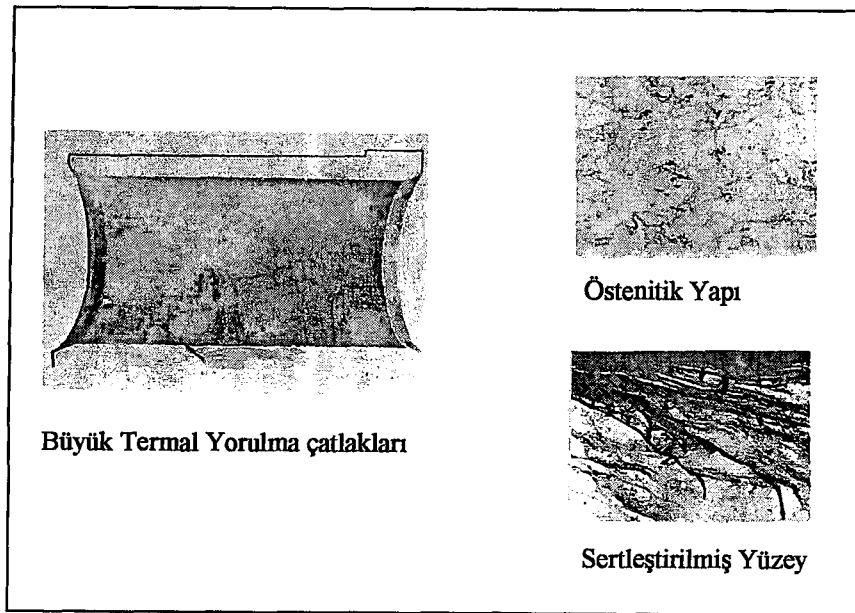 Östenitik Yapı
Büyük Termal Yorulma çatlakları
Sertleştirilmiş Yüzey